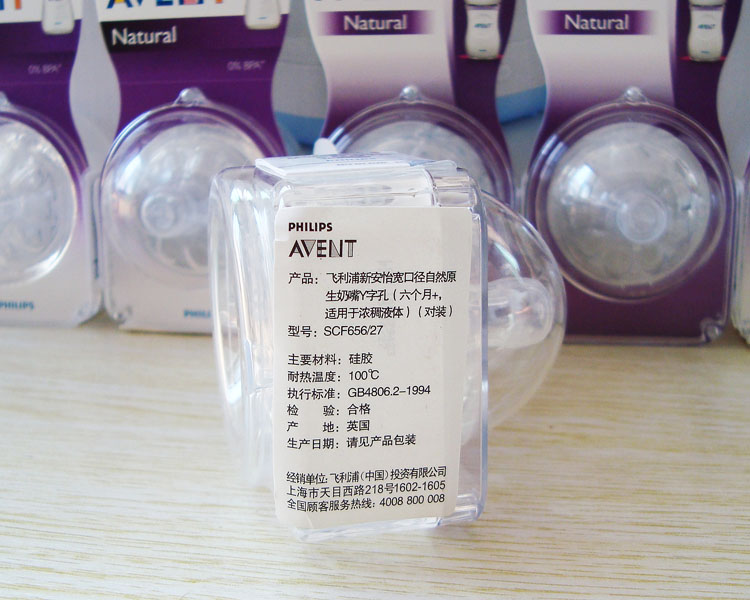 AVENT
Natural
0% BPA*
Natural
0% BPA*
Natural
AVENT
PHILIPS
PHILIPS
AVENT
产品：飞利浦新安怡宽口径自然原
生奶嘴Y字孔（六个月+，
适用于浓稠液体）（对装）
型号：SCF656/27
主要材料：硅胶
耐热温度：100℃
执行标准：GB4806.2-1994
检 验：合格
产 地：英国
生产日期：请见产品包装
经销单位：飞利浦（中国）投资有限公司
上海市天目西路218号1602-1605
全国顾客服务热线：4008 800 008